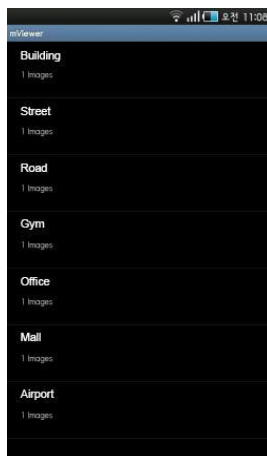 오전 11:08
mViewer
Building
1 Images
Street
1 Images
Road
1 Images
Gym
1 Images
Office
1 Images
Mall
1 Images
Airport
1 Images